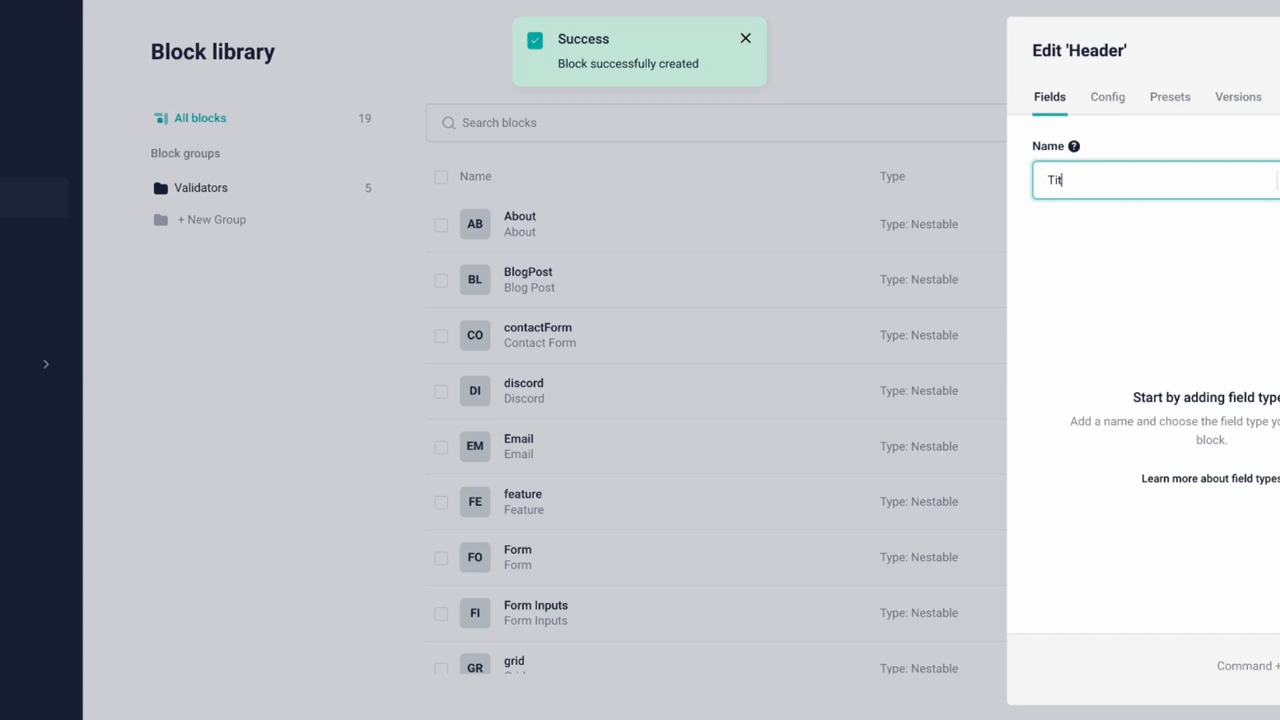 Block library
Success
Block successfully created
All blocks 19
Block groups
Validators 5
+ New Group
Search blocks
Name Type
AB About Type: Nestable
About
BL BlogPost Type: Nestable
Blog Post
CO contactForm Type: Nestable
Contact Form
DI discord Type: Nestable
Discord
EM Email Type: Nestable
Email
FE feature Type: Nestable
Feature
FO Form Type: Nestable
Form
FI Form Inputs Type: Nestable
Form Inputs
GR grid Type: Nestable
Edit 'Header'
Fields Config Presets Versions
Name ?
Tit
Start by adding field type
Add a name and choose the field type yo
block.
Learn more about field types
Command +